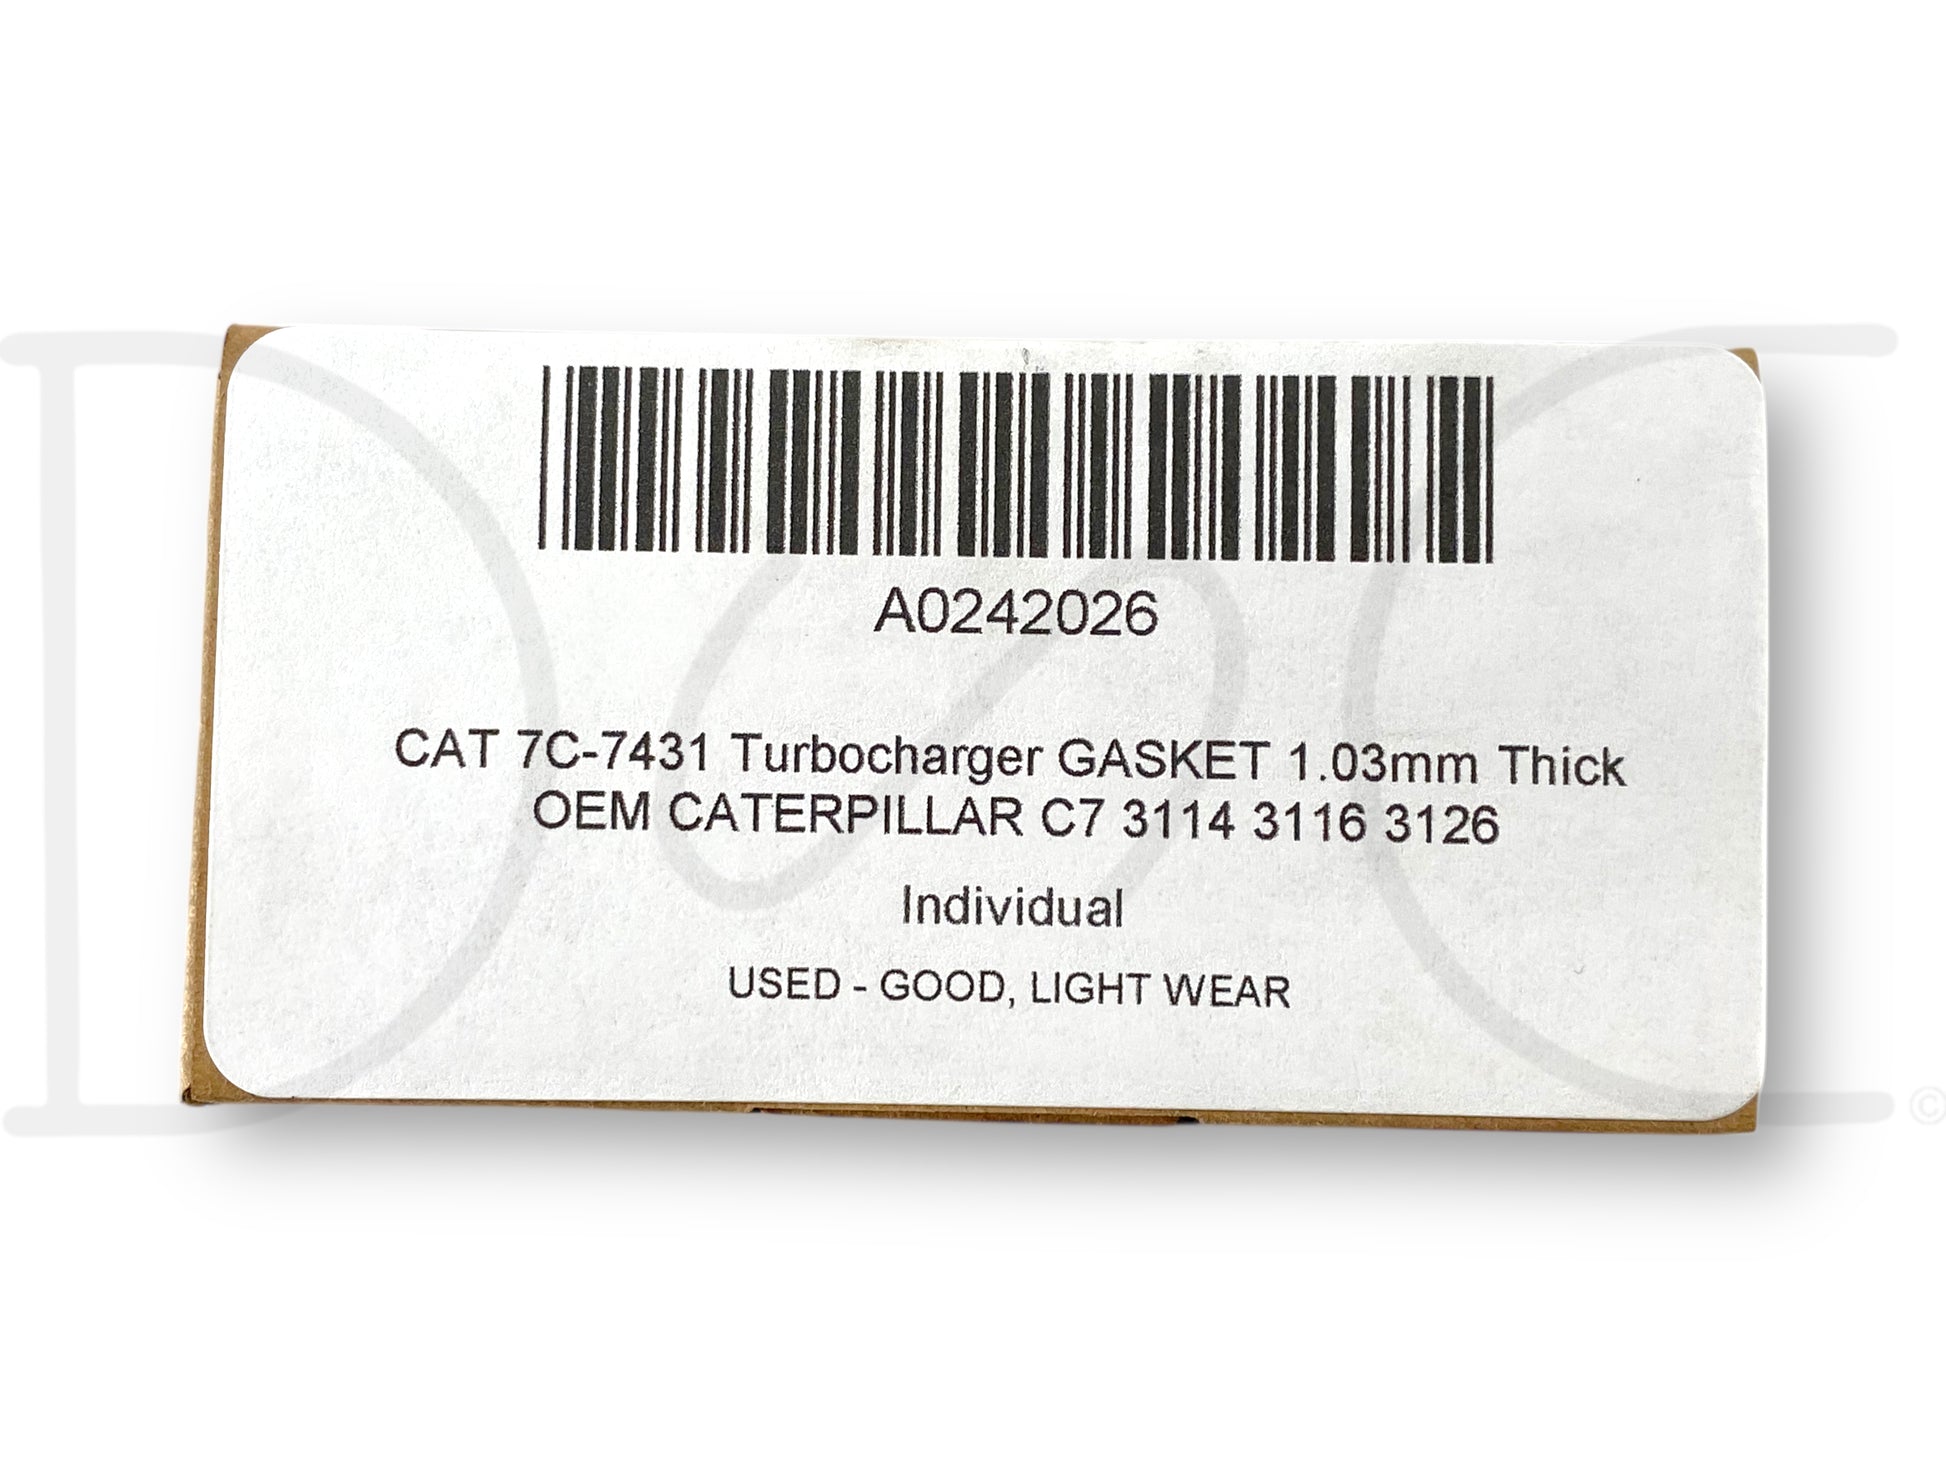 A0242026
CAT 7C-7431 Turbocharger GASKET 1.03mm Thick
OEM CATERPILLAR C7 3114 3116 3126
Individual
USED - GOOD, LIGHT WEAR
©